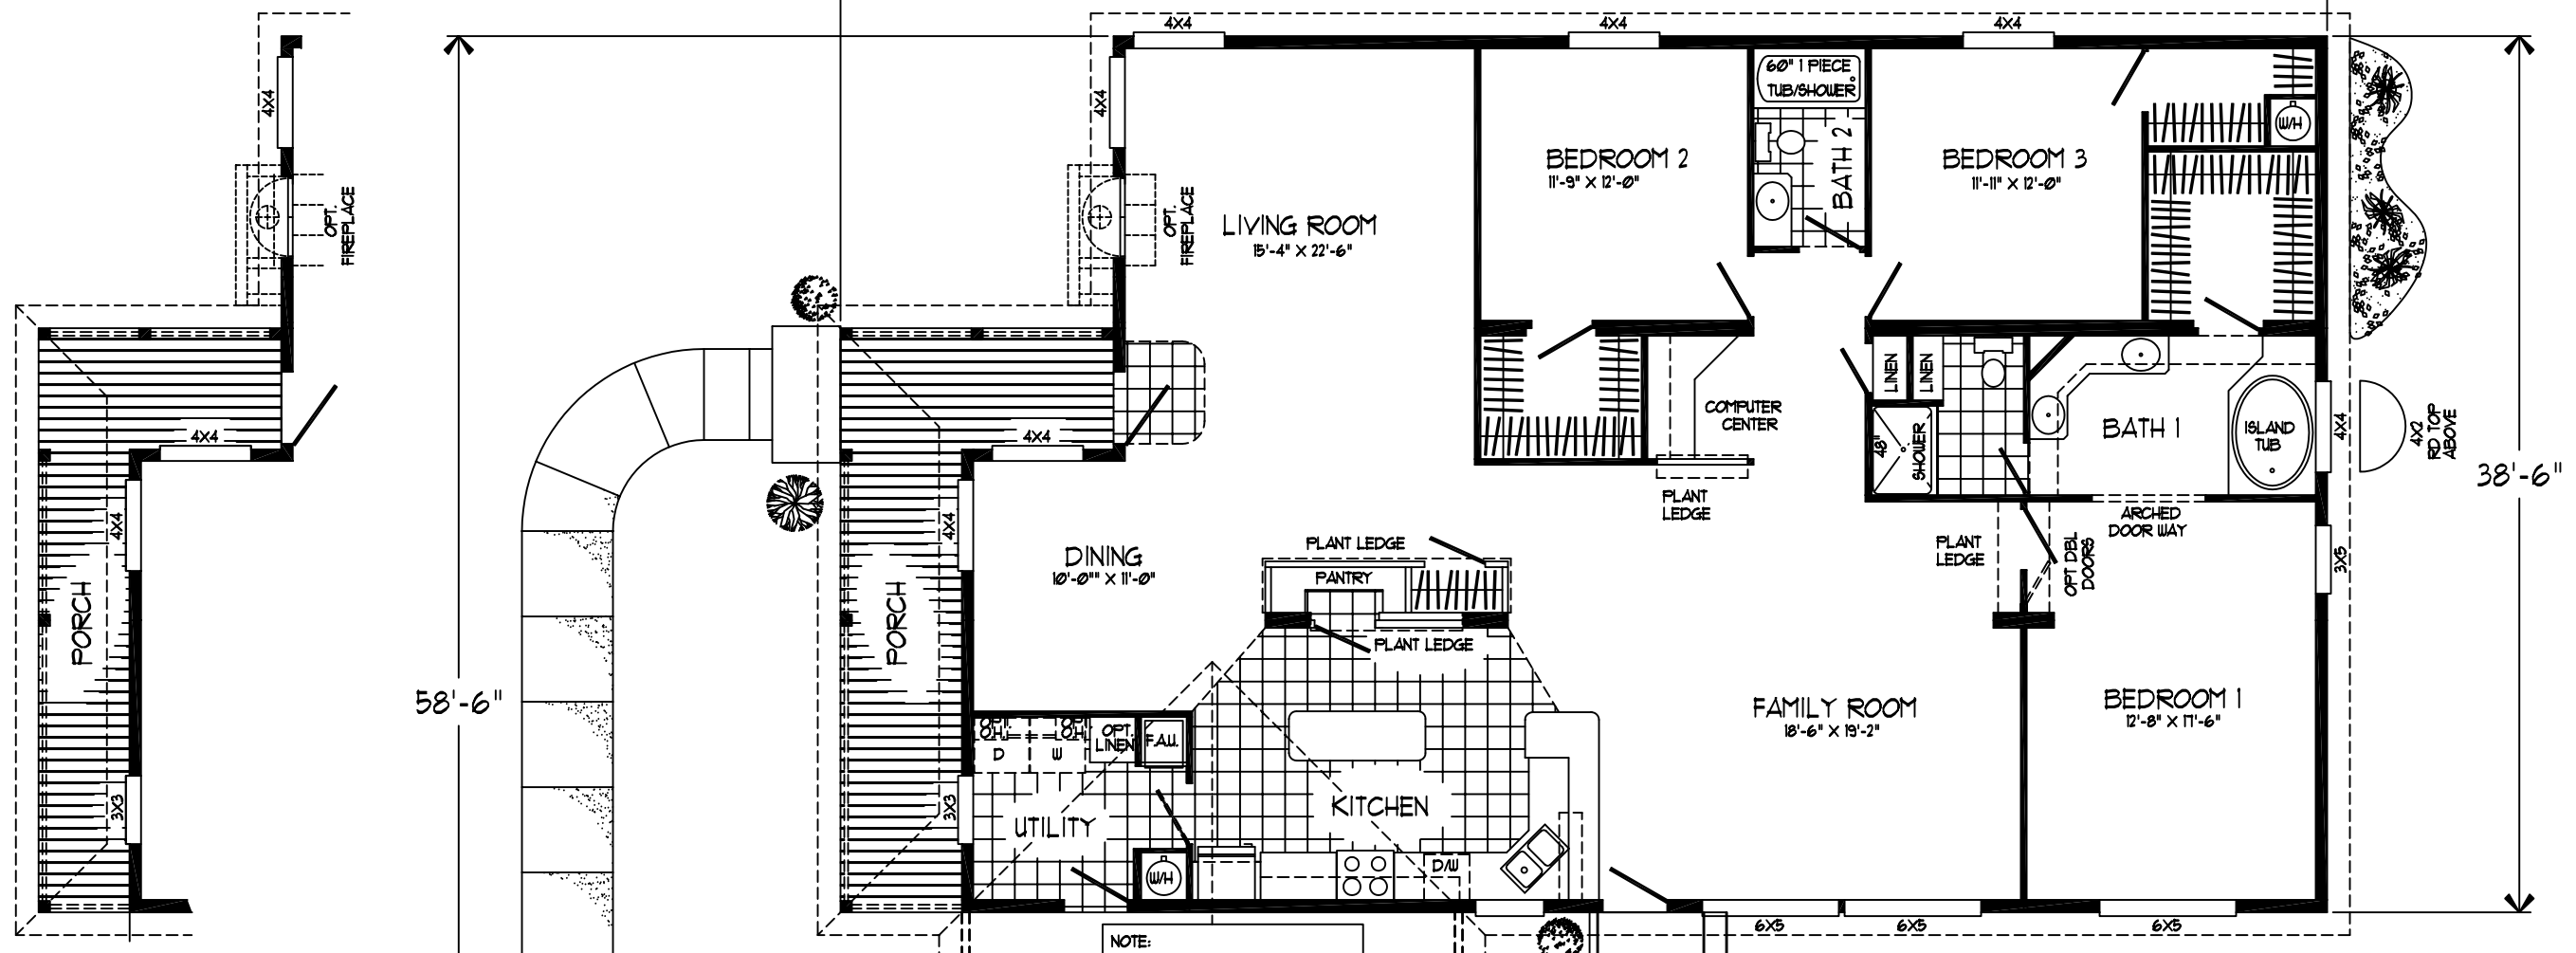 4X4
4X4
4X4
4X4
4X4
60" 1 PIECE
TUB/SHOWER
W/H
BEDROOM 2
11'-9" X 12'-0"
BATH 2
BEDROOM 3
11'-11" X 12'-0"
OPT.
FIREPLACE
OPT.
FIREPLACE
LIVING ROOM
15'-4" X 22'-6"
LINEN
LINEN
COMPUTER
CENTER
4X4
4X4
48"
SHOWER
BATH 1
ISLAND
TUB
4X4
4X2
RD TOP
ABOVE
38'-6"
PLANT
LEDGE
ARCHED
DOOR WAY
4X4
4X4
PLANT LEDGE
PLANT
LEDGE
OPT DBL
DOORS
3X5
DINING
10'-0"" X 11'-0"
PANTRY
PORCH
PORCH
PLANT LEDGE
58'-6"
FAMILY ROOM
18'-6" X 19'-2"
BEDROOM 1
12'-8" X 17'-6"
OPT.
OH.
OPT.
OH.
OPT.
LINEN
F.A.U.
D
W
3X3
3X3
UTILITY
KITCHEN
W/H
D/W
6X5
6X5
6X5
NOTE: